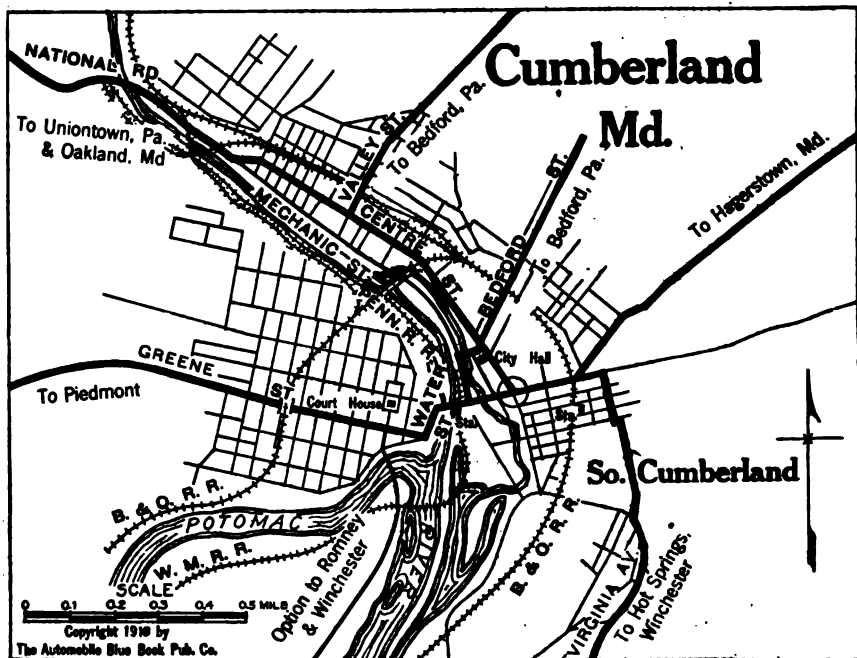 Cumberland
Md.
NATIONAL RD.
To Uniontown, Pa.
& Oakland, Md
VALLEY ST.
To Bedford, Pa.
BEDFORD ST.
To Bedford, Pa.
To Hagerstown, Md.
MECHANIC ST.
CENTRE ST.
PENN. R. R.
GREENE ST.
To Piedmont
Court House
WATER ST.
City Hall
Sta.
Sta.
So. Cumberland
B. & O. R. R.
POTOMAC
RIVER
W. M. R. R.
B. & O. R. R.
Option to Romney
& Winchester
VIRGINIA AV.
To Hot Springs,
Winchester
SCALE
0 0.1 0.2 0.3 0.4 0.5 MILE
Copyright 1918 by
The Automobile Blue Book Pub. Co.